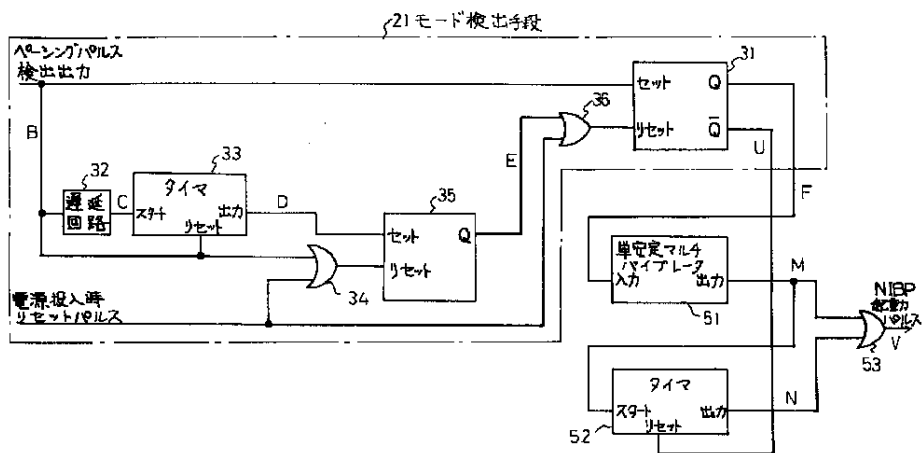 21モード検出手段
ペーシングパルス
検出出力
B
32
遅延
回路
C
33
タイマ
スタート
出力
リセット
D
34
35
セット
リセット
Q
E
36
31
セット
Q
リセット
Q̅
U
F
電源投入時
リセットパルス
単安定マルチ
バイブレータ
入力
出力
51
M
タイマ
スタート
出力
リセット
52
N
NIBP
起動力
パルス
V
53